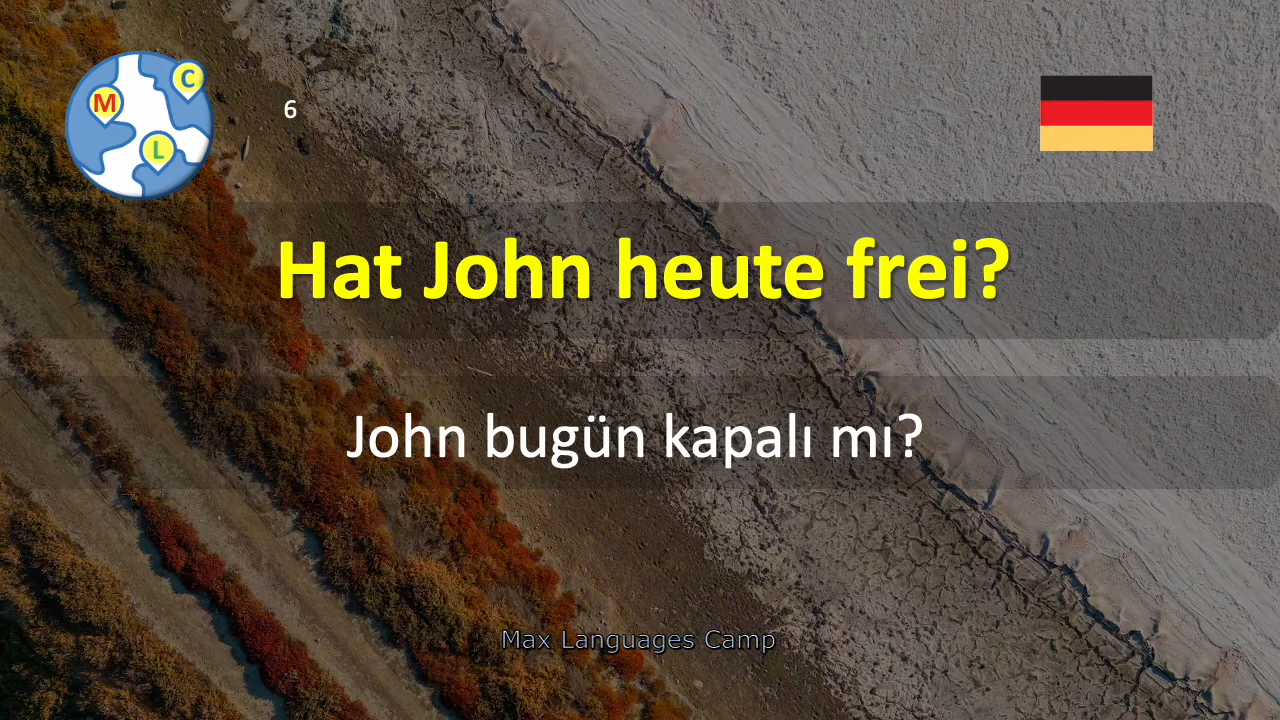 M
C
L
6
Hat John heute frei?
John bugün kapalı mı?
Max Languages Camp